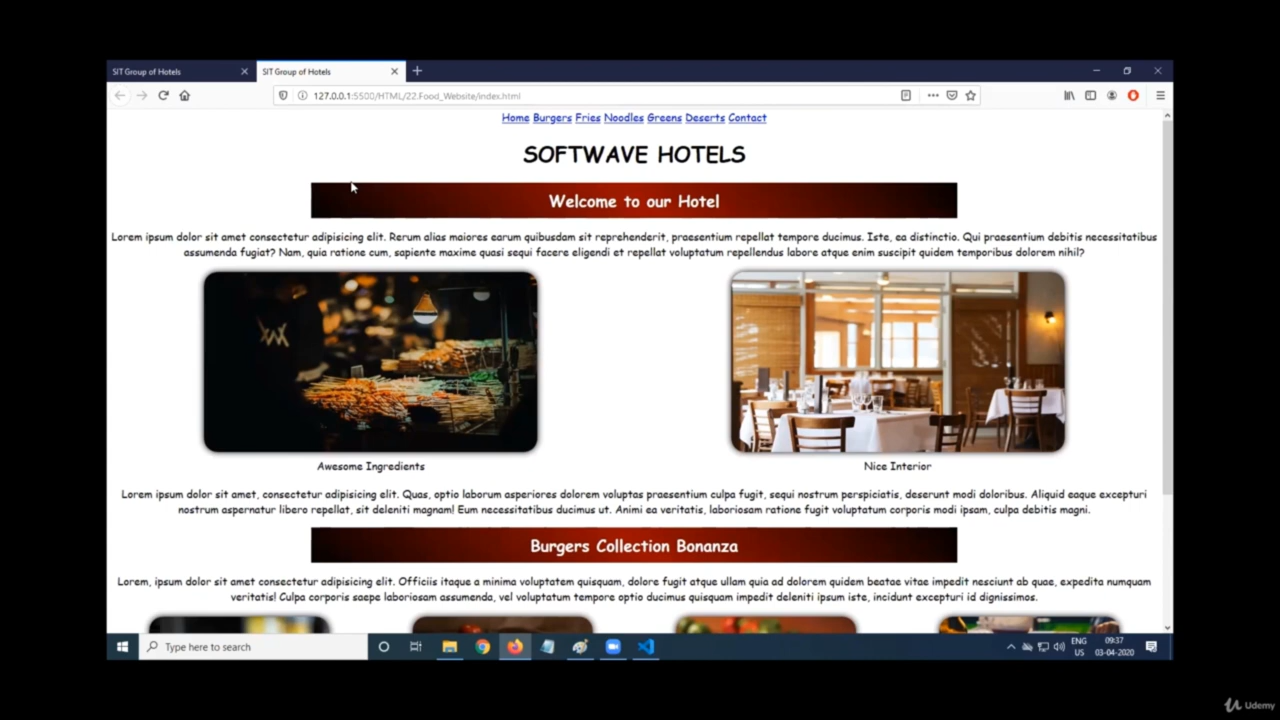 SIT Group of Hotels
SIT Group of Hotels
127.0.0.1:5500/HTML/22.Food_Website/index.html
Home Burgers Fries Noodles Greens Deserts Contact
SOFTWAVE HOTELS
Welcome to our Hotel
Lorem ipsum dolor sit amet consectetur adipisicing elit. Rerum alias maiores earum quibusdam sit reprehenderit, praesentium repellat tempore ducimus. Iste, ea distinctio. Qui praesentium debitis necessitatibus
assumenda fugiat? Nam, quia ratione cum, sapiente maxime quasi sequi facere eligendi et repellat voluptatum repellendus labore atque enim suscipit quidem temporibus dolorem nihil?
Awesome Ingredients
Nice Interior
Lorem ipsum dolor sit amet, consectetur adipisicing elit. Quas, optio laborum asperiores dolorem voluptas praesentium culpa fugit, sequi nostrum perspiciatis, deserunt modi doloribus. Aliquid eaque excepturi
nostrum aspernatur libero repellat, sit deleniti magnam! Eum necessitatibus ducimus ut. Animi ea veritatis, laboriosam ratione fugit voluptatum corporis modi ipsam, culpa debitis magni.
Burgers Collection Bonanza
Lorem, ipsum dolor sit amet consectetur adipisicing elit. Officiis itaque a minima voluptatem quisquam, dolore fugit atque ullam quia ad dolorem quidem beatae vitae impedit nesciunt ab quae, expedita numquam
veritatis! Culpa corporis saepe laboriosam assumenda, vel voluptatum tempore optio ducimus quisquam impedit deleniti ipsum iste, incidunt excepturi id dignissimos.
Type here to search
ENG
US
09:37
03-04-2020
Udemy